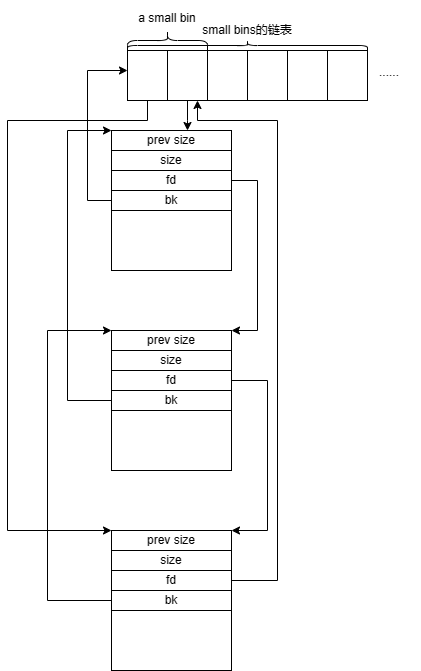 a small bin
small bins的链表
......
prev size
size
fd
bk
prev size
size
fd
bk
prev size
size
fd
bk